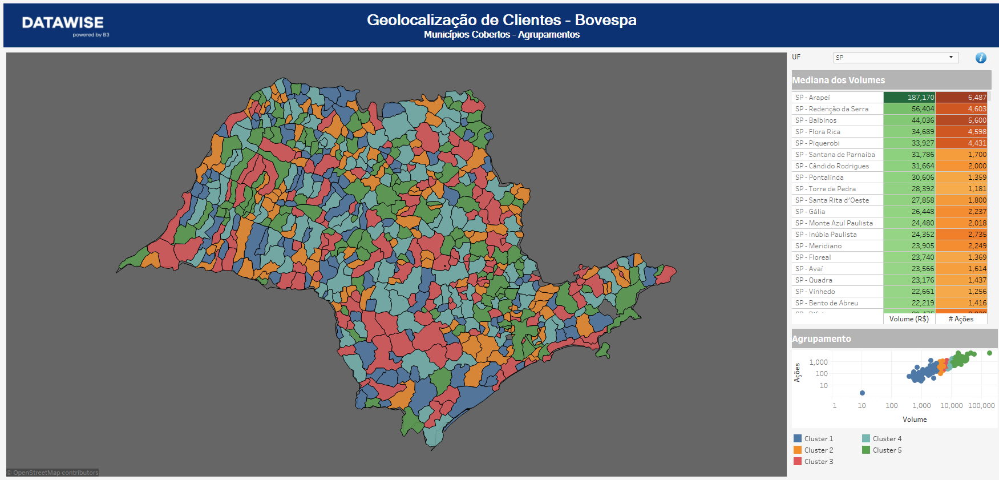 DATAWISE
powered by B3
Geolocalização de Clientes - Bovespa
Municípios Cobertos - Agrupamentos
UF
SP
i
Mediana dos Volumes
SP - Arapeí 187,170 6,487
SP - Redenção da Serra 56,404 4,603
SP - Balbinos 44,036 5,600
SP - Flora Rica 34,689 4,598
SP - Piquerobi 33,927 4,431
SP - Santana de Parnaíba 31,786 1,700
SP - Cândido Rodrigues 31,664 2,000
SP - Pontalinda 30,606 1,359
SP - Torre de Pedra 28,392 1,181
SP - Santa Rita d'Oeste 27,858 1,800
SP - Gália 26,448 2,237
SP - Monte Azul Paulista 24,480 2,018
SP - Inúbia Paulista 24,352 2,735
SP - Meridiano 23,905 2,249
SP - Floreal 23,740 1,369
SP - Avaí 23,566 1,614
SP - Quadra 23,176 1,437
SP - Vinhedo 22,661 1,256
SP - Bento de Abreu 22,219 1,416
Volume (R$) # Ações
Agrupamento
Ações
1,000
100
10
1 10 100 1,000 10,000 100,000
Volume
Cluster 1 Cluster 4
Cluster 2 Cluster 5
Cluster 3
© OpenStreetMap contributors